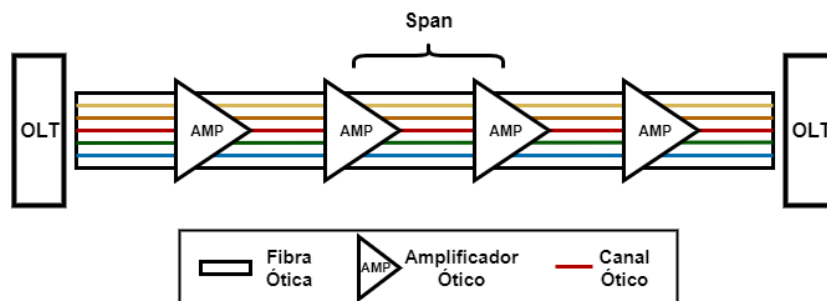 Span
OLT
AMP
AMP
AMP
AMP
OLT
Fibra
Ótica
AMP
Amplificador
Ótico
Canal
Ótico